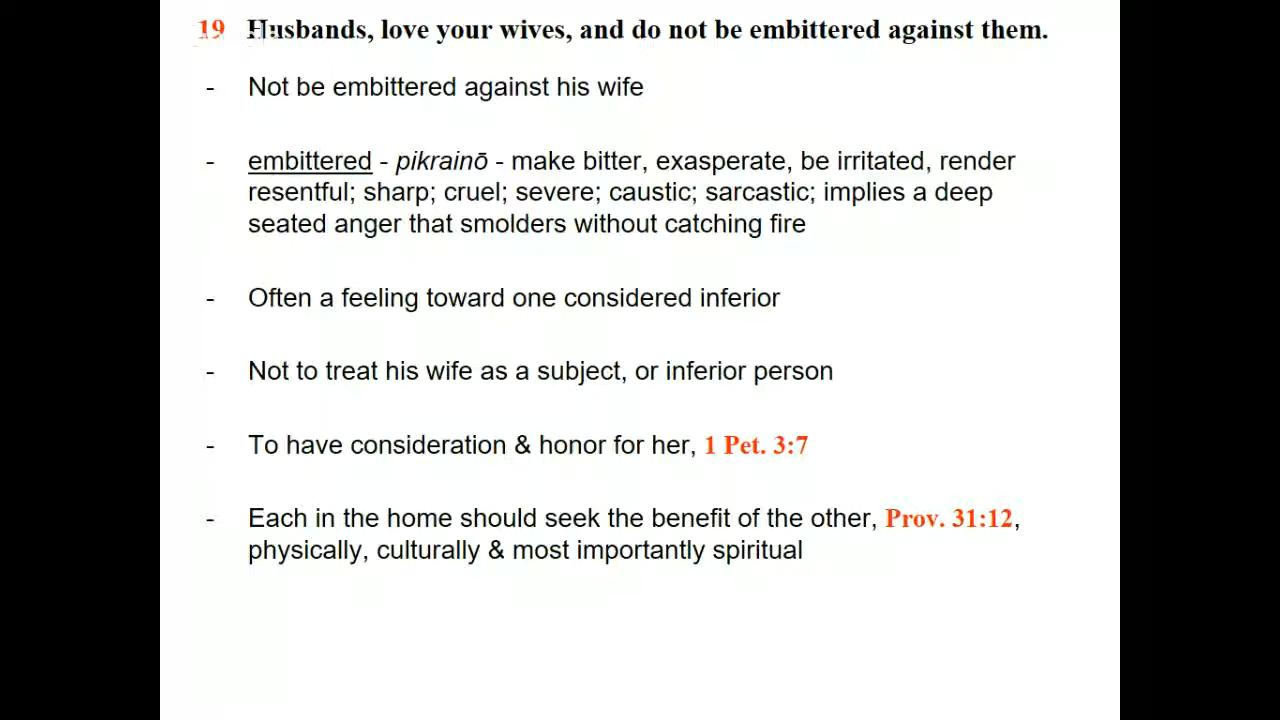 19 Husbands, love your wives, and do not be embittered against them.
- Not be embittered against his wife
- embittered - pikrainō - make bitter, exasperate, be irritated, render
resentful; sharp; cruel; severe; caustic; sarcastic; implies a deep
seated anger that smolders without catching fire
- Often a feeling toward one considered inferior
- Not to treat his wife as a subject, or inferior person
- To have consideration & honor for her, 1 Pet. 3:7
- Each in the home should seek the benefit of the other, Prov. 31:12,
physically, culturally & most importantly spiritual